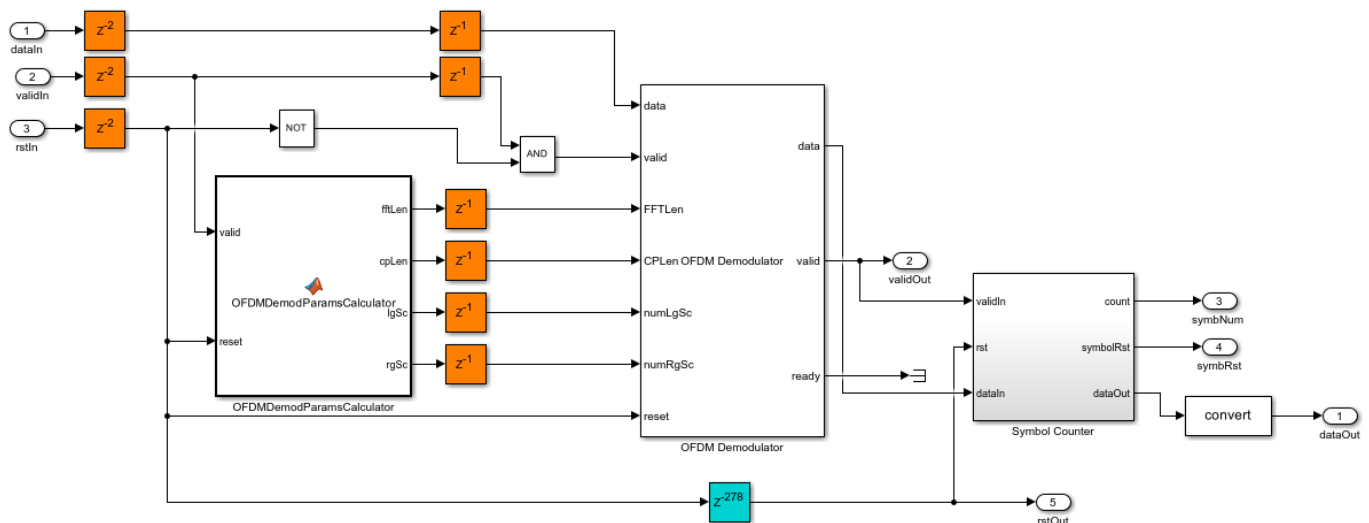 1
dataIn
z-2
z-1
2
validIn
z-2
z-1
3
rstIn
z-2
NOT
AND
valid
reset
fftLen
cpLen
lgSc
rgSc
OFDMDemodParamsCalculator
OFDMDemodParamsCalculator
z-1
z-1
z-1
z-1
data
valid
FFTLen
CPLen OFDM Demodulator
numLgSc
numRgSc
reset
data
valid
ready
OFDM Demodulator
2
validOut
validIn
rst
dataIn
count
symbolRst
dataOut
Symbol Counter
3
symbNum
4
symbRst
convert
1
dataOut
z-278
5
rstOut